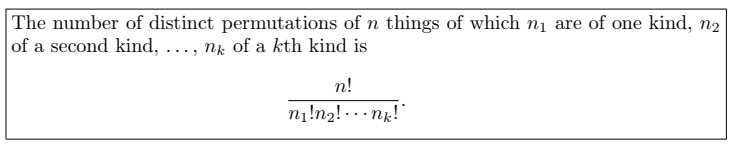 The number of distinct permutations of n things of which n₁ are of one kind, n₂
of a second kind, ..., nₖ of a kth kind is
n!
n₁!n₂!···nₖ!.